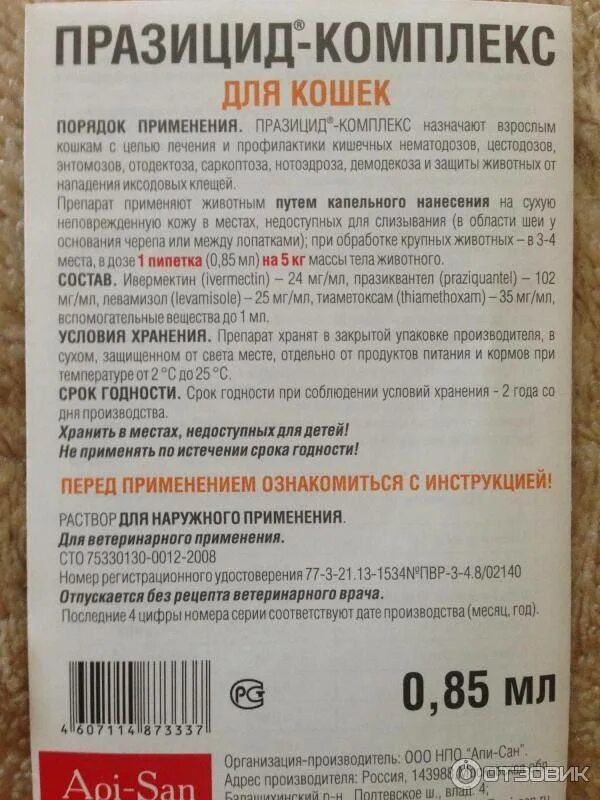 ПРАЗИЦИД®-КОМПЛЕКС
ДЛЯ КОШЕК
ПОРЯДОК ПРИМЕНЕНИЯ. ПРАЗИЦИД®-КОМПЛЕКС назначают взрослым
кошкам с целью лечения и профилактики кишечных нематодозов, цестодозов,
энтомозов, отодектоза, саркоптоза, нотоэдроза, демодекоза и защиты животных от
нападения иксодовых клещей.
Препарат применяют животным путем капельного нанесения на сухую
неповрежденную кожу в местах, недоступных для слизывания (в области шеи у
основания черепа или между лопатками); при обработке крупных животных – в 3-4
места, в дозе 1 пипетка (0,85 мл) на 5 кг массы тела животного.
СОСТАВ. Ивермектин (ivermectin) – 24 мг/мл, празиквантел (praziquantel) – 102
мг/мл, левамизол (levamisole) – 25 мг/мл, тиаметоксам (thiamethoxam) – 35 мг/мл,
вспомогательные вещества до 1 мл.
УСЛОВИЯ ХРАНЕНИЯ. Препарат хранят в закрытой упаковке производителя, в
сухом, защищенном от света месте, отдельно от продуктов питания и кормов при
температуре от 2 °С до 25 °С.
СРОК ГОДНОСТИ. Срок годности при соблюдении условий хранения - 2 года со
дня производства.
Хранить в местах, недоступных для детей!
Не применять по истечении срока годности!
ПЕРЕД ПРИМЕНЕНИЕМ ОЗНАКОМИТЬСЯ С ИНСТРУКЦИЕЙ!
РАСТВОР ДЛЯ НАРУЖНОГО ПРИМЕНЕНИЯ.
Для ветеринарного применения.
СТО 75330130-0012-2008
Номер регистрационного удостоверения 77-3-21.13-1534№ПВР-3-4.8/02140
Отпускается без рецепта ветеринарного врача.
Последние 4 цифры номера серии соответствуют дате производства (месяц, год).
4 607114 873337
РСТ
0,85 мл
Api-San
Организация-производитель: ООО НПО "Апи-Сан".
Адрес производства: Россия, обл.
Балашихинский р-н, Полтевское ш., влад. 4;
ОТЗОВИК